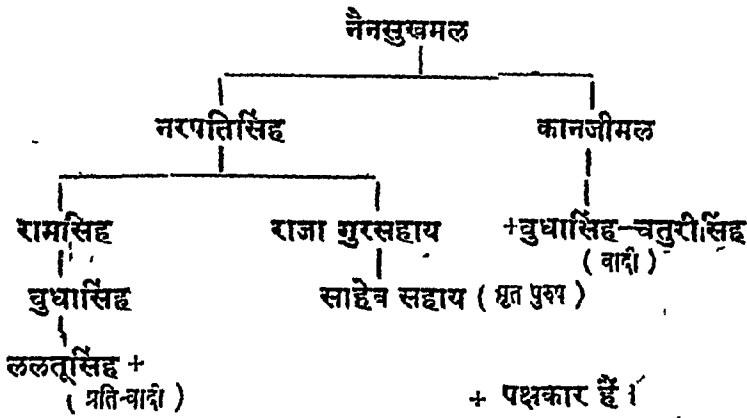 नैनसुखमल
नरपतिसिंह कानजीमल
रामसिंह राजा गुरसहाय +वुधासिंह-चतुरीसिंह
( वादी )
वुधासिंह साहेब सहाय ( मृत पुरुष )
ललतूसिंह +
( प्रति-वादी ) + पक्षकार हैं।